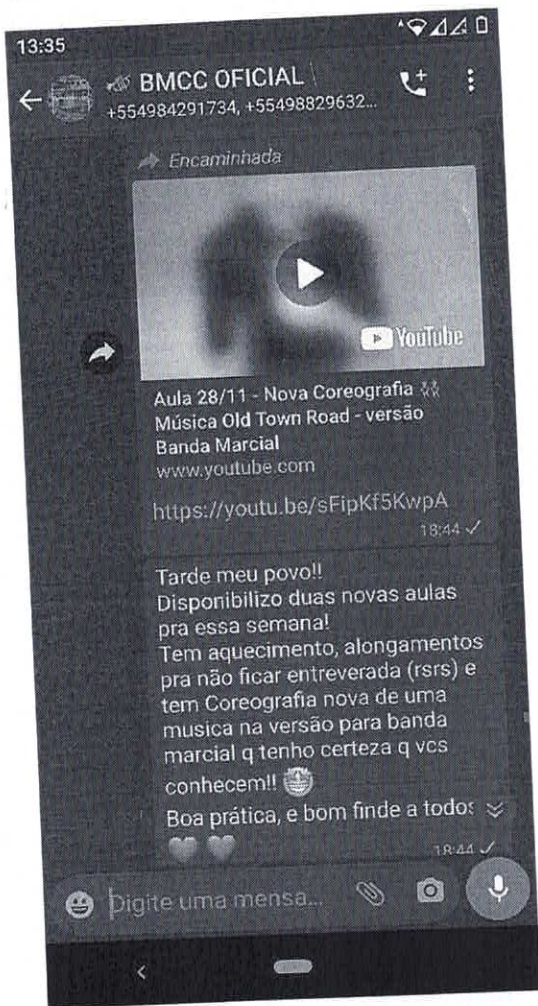 13:35
BMCC OFICIAL
+554984291734, +55498829632...
Encaminhada
YouTube
Aula 28/11 - Nova Coreografia
Música Old Town Road - versão
Banda Marcial
www.youtube.com
https://youtu.be/sFipKf5KwpA
18:44
Tarde meu povo!!
Disponibilizo duas novas aulas
pra essa semana!
Tem aquecimento, alongamentos
pra não ficar entreverada (rsrs) e
tem Coreografia nova de uma
musica na versão para banda
marcial q tenho certeza q vcs
conhecem!!
Boa prática, e bom finde a todos
18:44
Digite uma mensa...